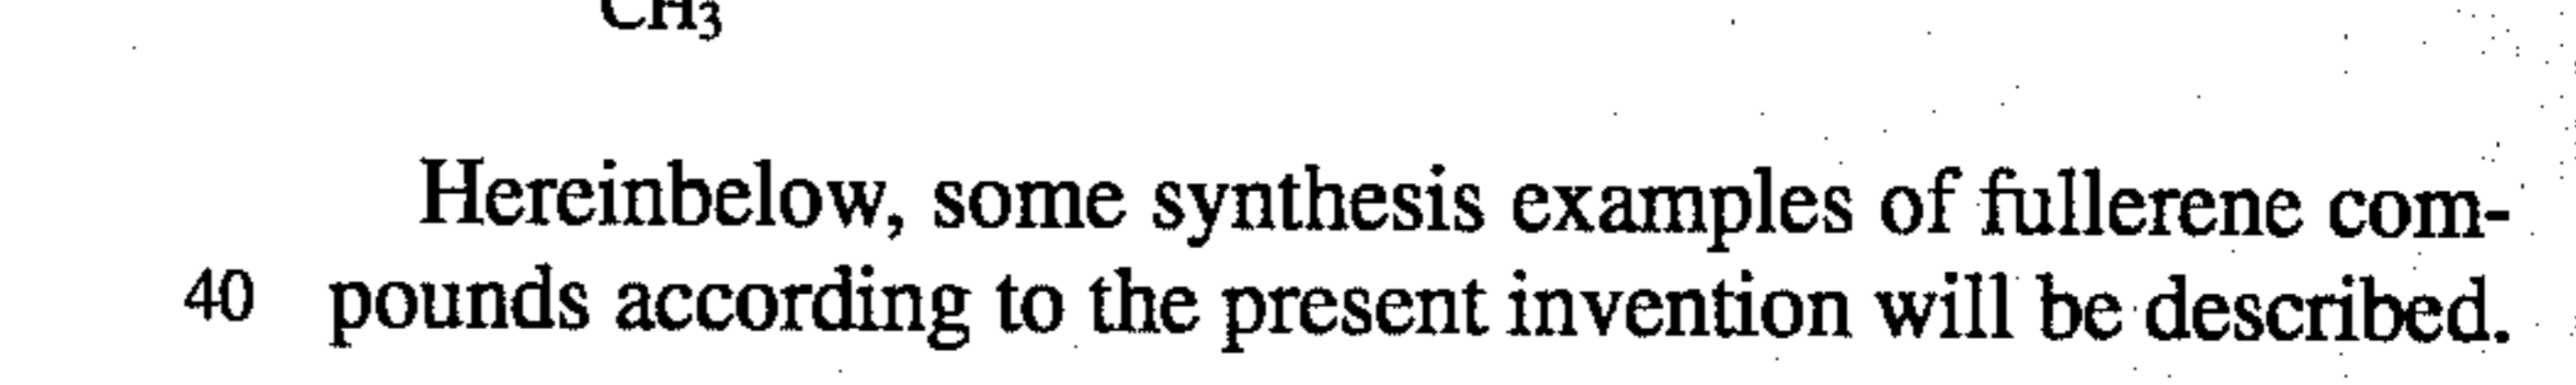 CH3
Hereinbelow, some synthesis examples of fullerene com-
40 pounds according to the present invention will be described.